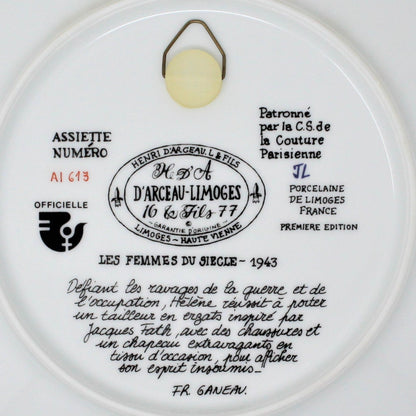 ASSIETTE
NUMÉRO
AI 613
OFFICIELLE
HENRI D'ARCEAU. L & FILS
H. D'A
D'ARCEAU-LIMOGES
16 & Fils 77
GARANTIE D'ORIGINE
LIMOGES - HAUTE VIENNE
Patronné
par la C.S. de
la Couture
Parisienne
JL
PORCELAINE
DE LIMOGES
FRANCE
PREMIERE EDITION
LES FEMMES DU SIECLE - 1943
Défiant les ravages de la guerre et de
l'occupation, Hélène réussit à porter
un tailleur en ersatz inspiré par
Jacques Fath, avec des chaussures et
un chapeau extravagants en
tissu d'occasion, pour afficher
son esprit insoumis_
FR. GANEAU.